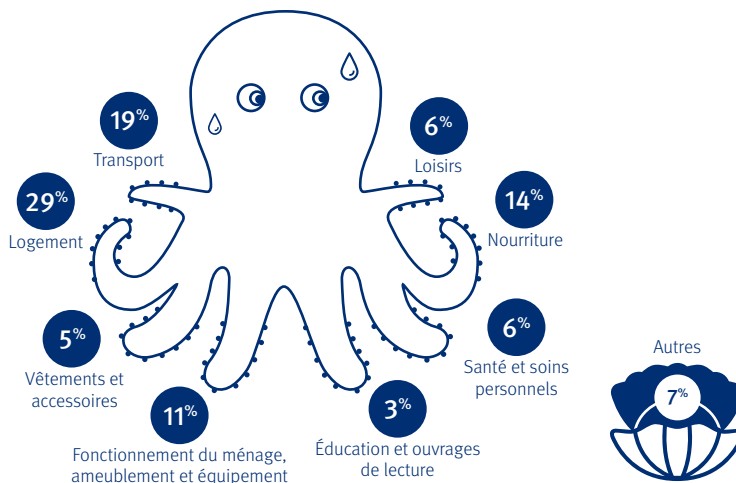 19%
Transport
6%
Loisirs
29%
Logement
14%
Nourriture
5%
Vêtements et
accessoires
6%
Santé et soins
personnels
11%
Fonctionnement du ménage,
ameublement et équipement
3%
Éducation et ouvrages
de lecture
Autres
7%